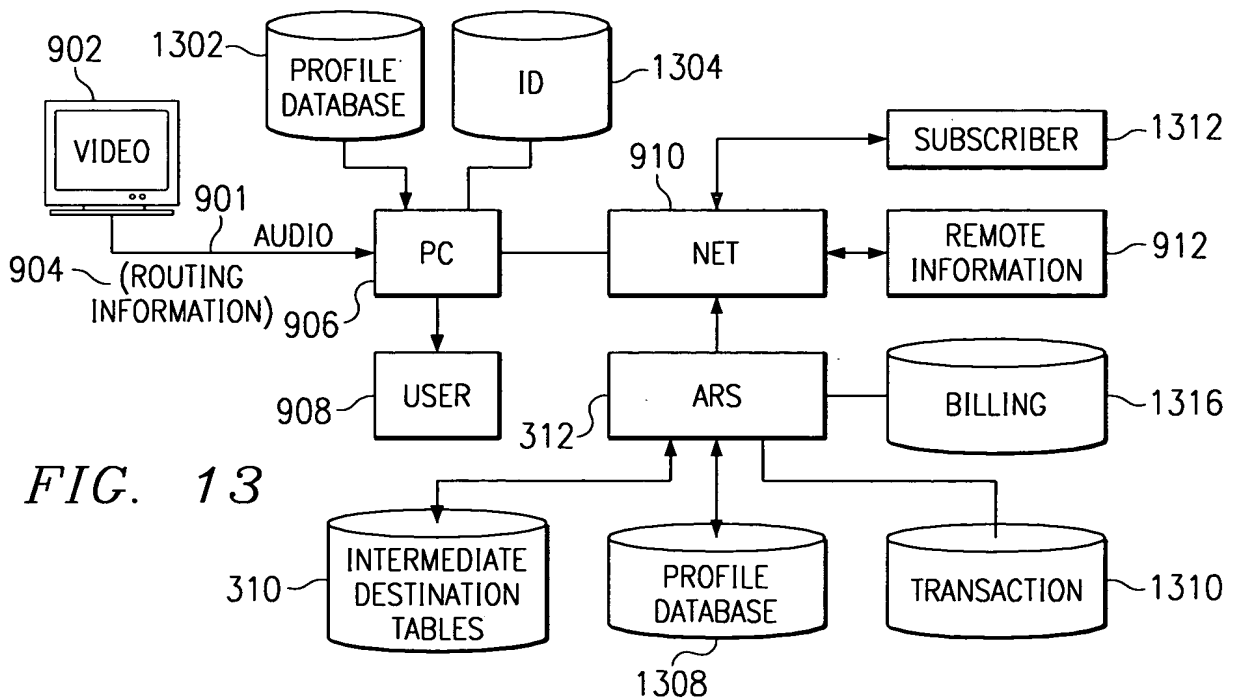 1302
902
PROFILE
DATABASE
ID
1304
VIDEO
SUBSCRIBER
1312
910
901
AUDIO
904
(ROUTING
INFORMATION)
PC
906
NET
REMOTE
INFORMATION
912
USER
908
ARS
312
BILLING
1316
FIG. 13
310
INTERMEDIATE
DESTINATION
TABLES
PROFILE
DATABASE
1308
TRANSACTION
1310